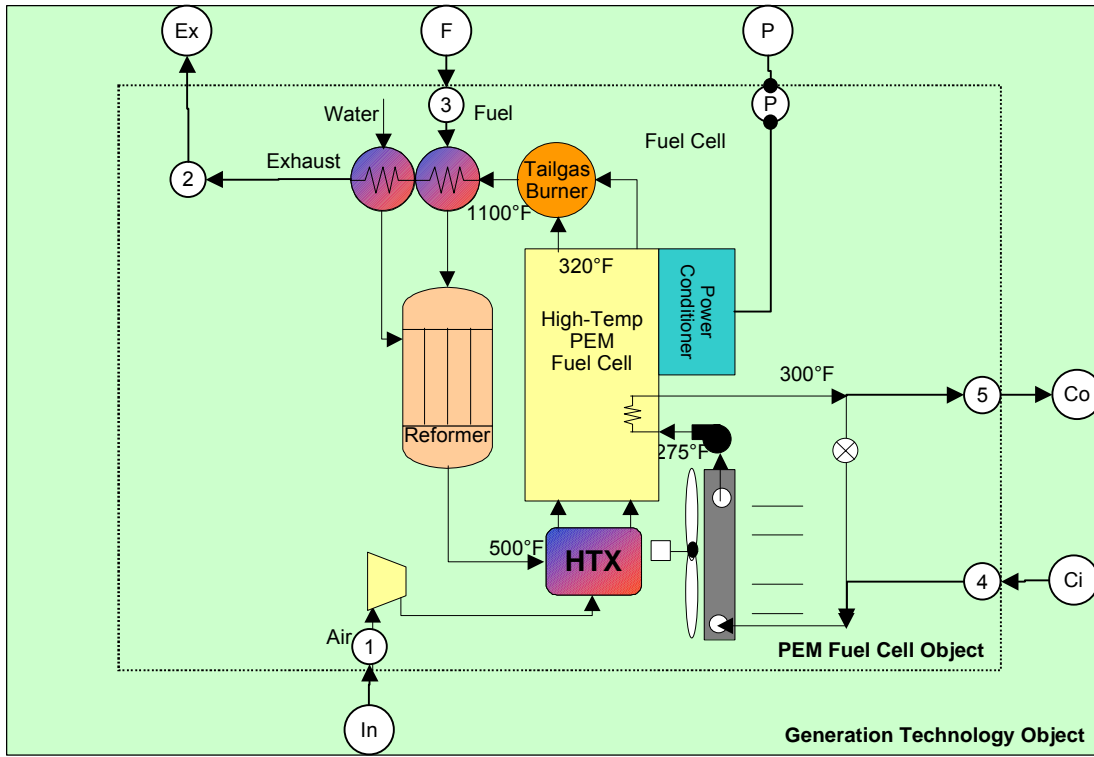 Ex
F
P
3
Fuel
P
Water
Fuel Cell
Exhaust
Tailgas
Burner
2
1100°F
320°F
Power
Conditioner
High-Temp
PEM
Fuel Cell
300°F
5
Co
Reformer
275°F
500°F
HTX
4
Ci
Air
1
PEM Fuel Cell Object
In
Generation Technology Object